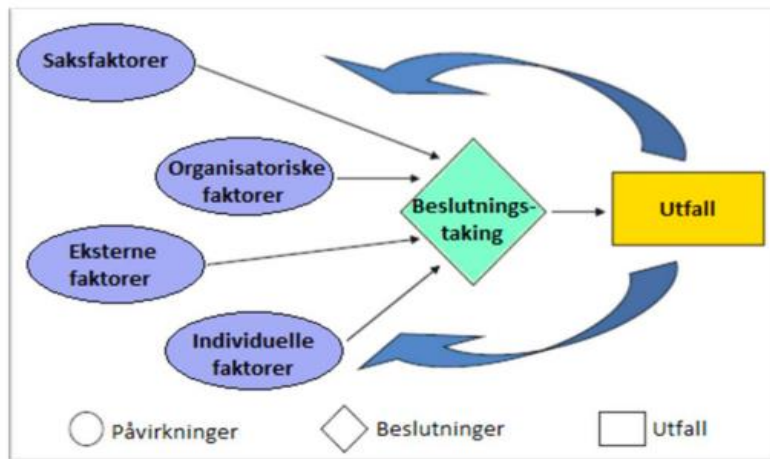 Saksfaktorer
Organisatoriske
faktorer
Beslutnings-
taking
Utfall
Eksterne
faktorer
Individuelle
faktorer
Påvirkninger
Beslutninger
Utfall